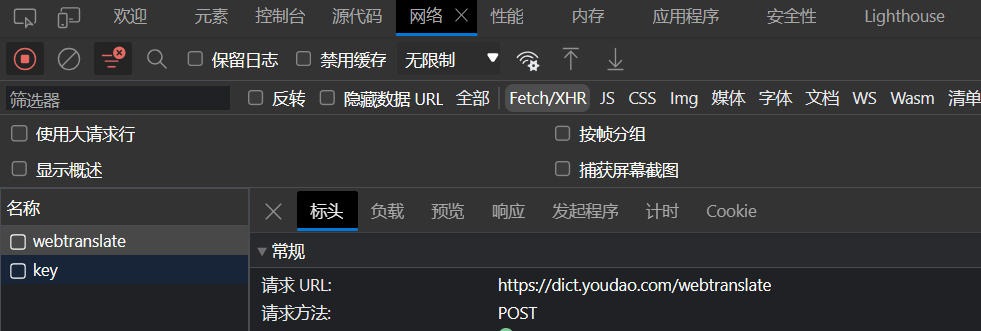 欢迎 元素 控制台 源代码 网络 性能 内存 应用程序 安全性 Lighthouse
保留日志 禁用缓存 无限制
筛选器 反转 隐藏数据 URL 全部 Fetch/XHR JS CSS Img 媒体 字体 文档 WS Wasm 清单
使用大请求行 按帧分组
显示概述 捕获屏幕截图
名称 标头 负载 预览 响应 发起程序 计时 Cookie
webtranslate 常规
key 请求 URL: https://dict.youdao.com/webtranslate
请求方法: POST